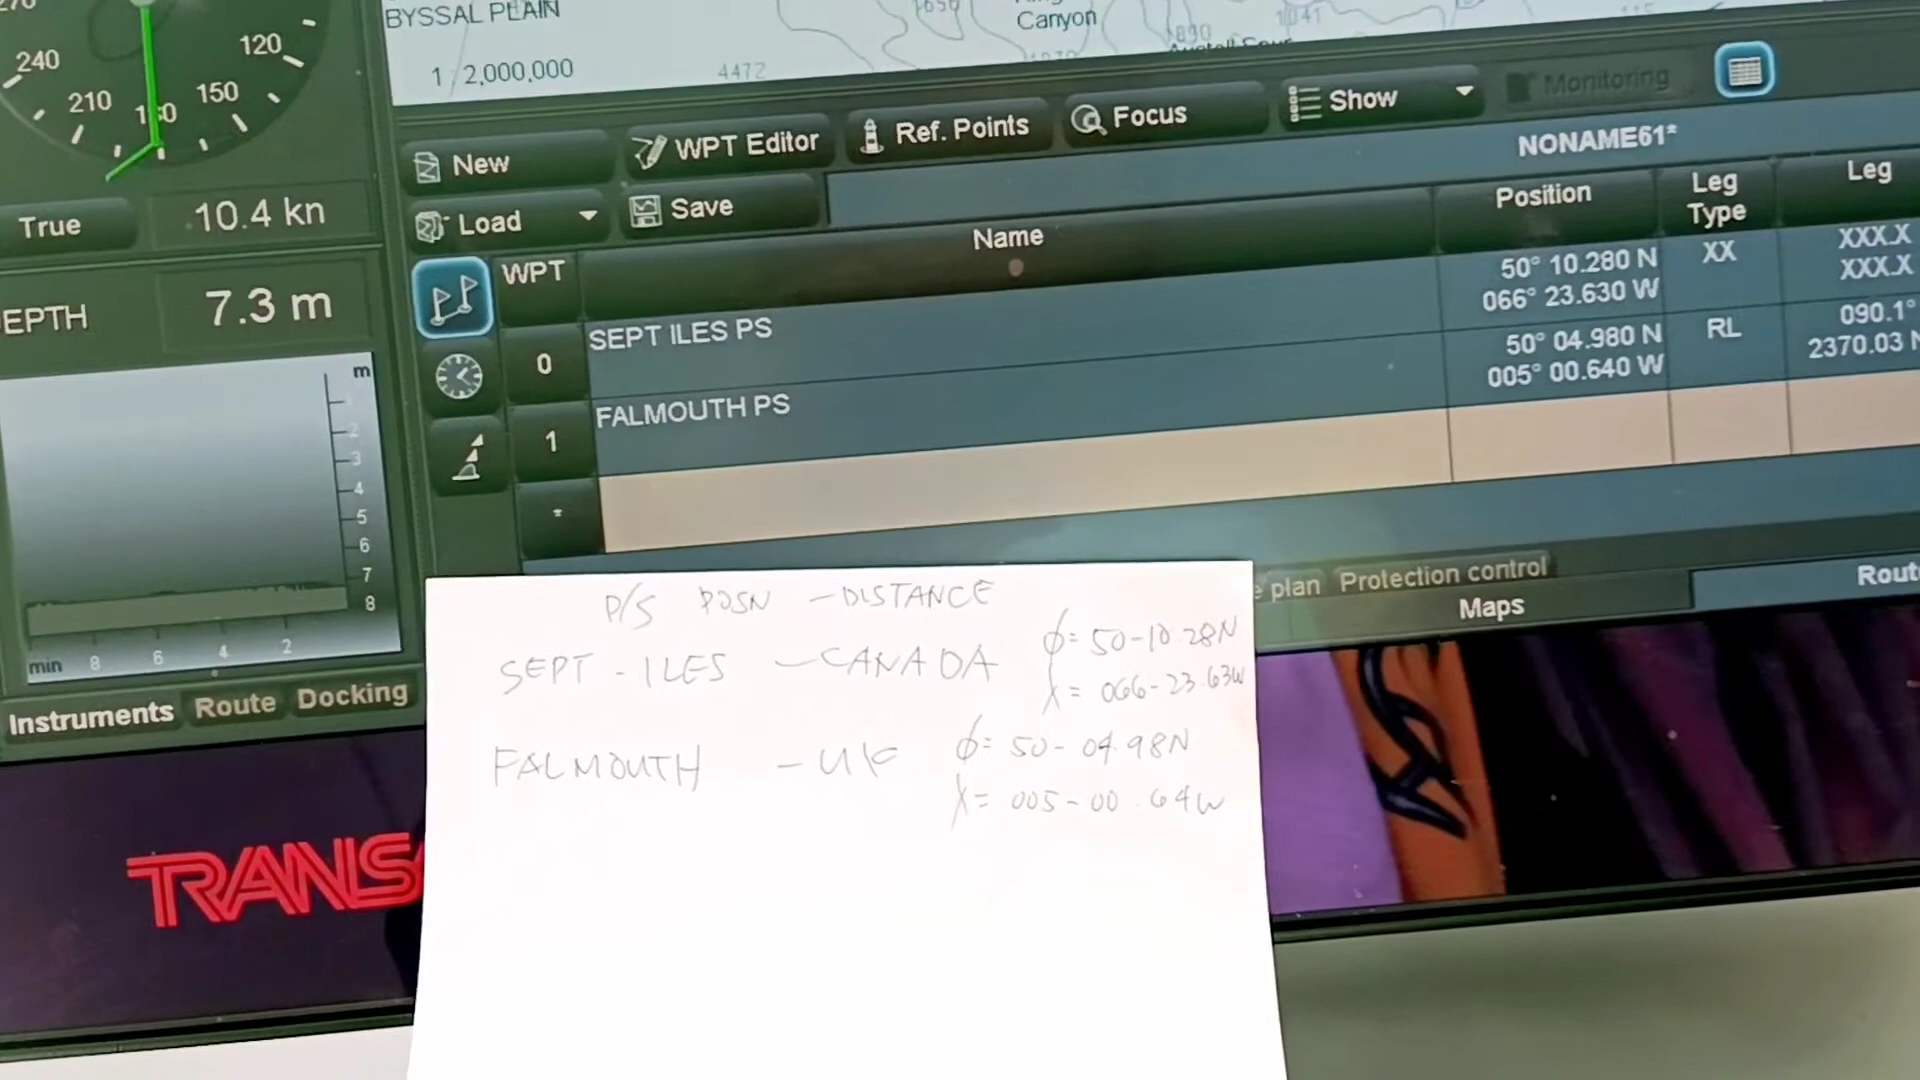 240
120
210
150
True
10.4 kn
7.3 m
m
2
3
4
5
6
7
8
min 8 6 4 2
Instruments Route Docking
BYSSAL PLAIN
1 / 2,000,000
4472
Canyon
New
WPT Editor
Ref. Points
Focus
Show
Monitoring
Load
Save
NONAME61*
WPT
Name
Position
Leg Type
Leg
0
SEPT ILES PS
50° 10.280 N
066° 23.630 W
XX
XXX.X
XXX.X
1
FALMOUTH PS
50° 04.980 N
005° 00.640 W
RL
090.1°
2370.03
*
plan
Protection control
Maps
P/S POSN - DISTANCE
SEPT - ILES - CANADA
φ= 50-10.28N
λ= 066-23.63W
FALMOUTH - UK
φ= 50-04.98N
λ= 005-00.64W